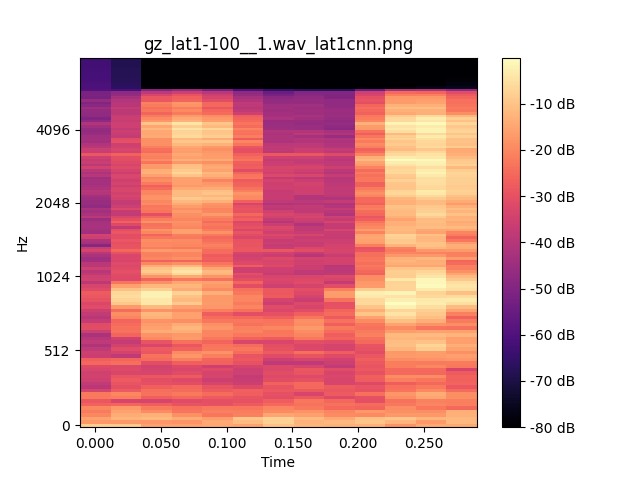 gz_lat1-100__1.wav_lat1cnn.png
4096
2048
1024
512
0
Hz
0.000 0.050 0.100 0.150 0.200 0.250
Time
-10 dB
-20 dB
-30 dB
-40 dB
-50 dB
-60 dB
-70 dB
-80 dB